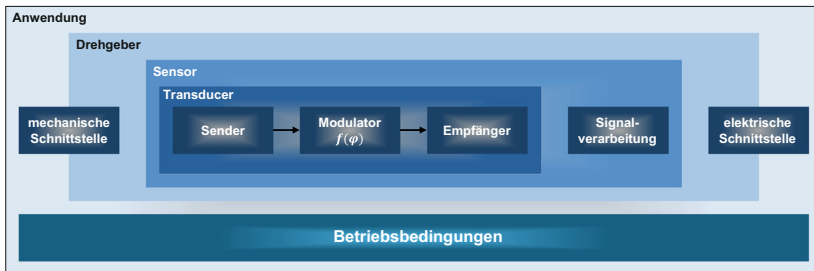 Anwendung
Drehgeber
Sensor
Transducer
mechanische
Schnittstelle
Sender
Modulator
f(φ)
Empfänger
Signal-
verarbeitung
elektrische
Schnittstelle
Betriebsbedingungen